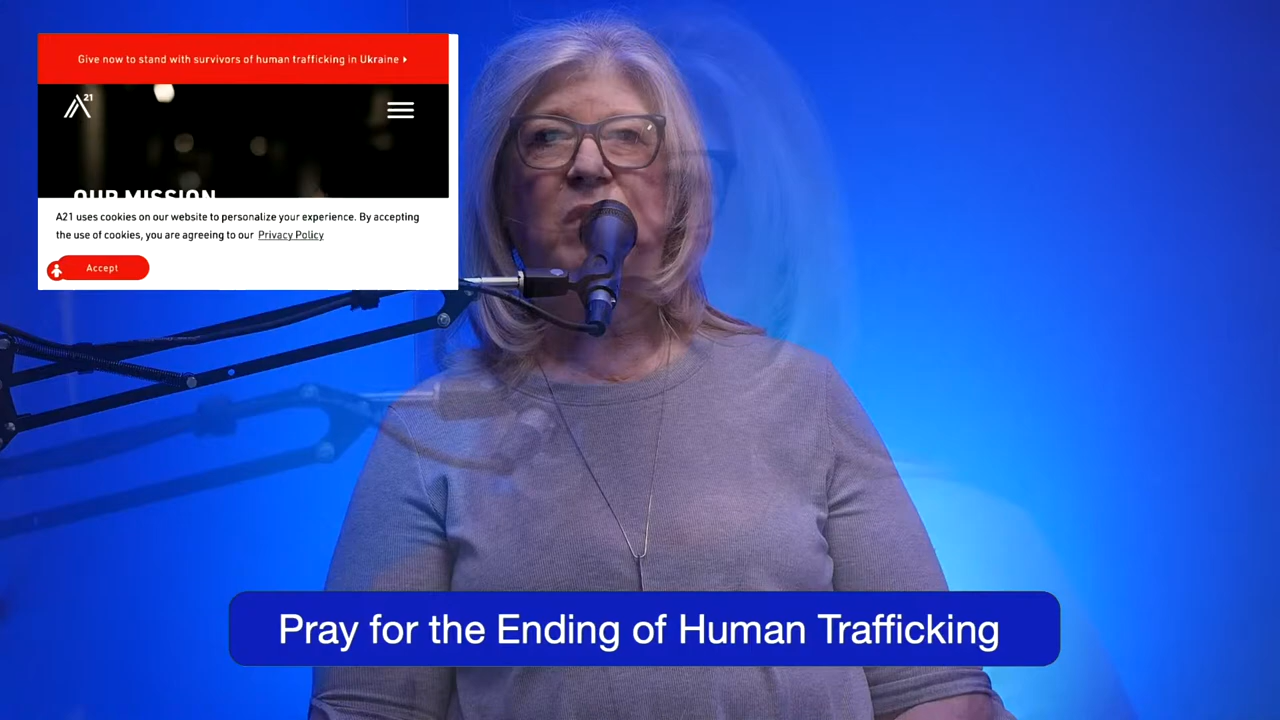 Give now to stand with survivors of human trafficking in Ukraine
A21
OUR MISSION
A21 uses cookies on our website to personalize your experience. By accepting
the use of cookies, you are agreeing to our Privacy Policy
Accept
Pray for the Ending of Human Trafficking